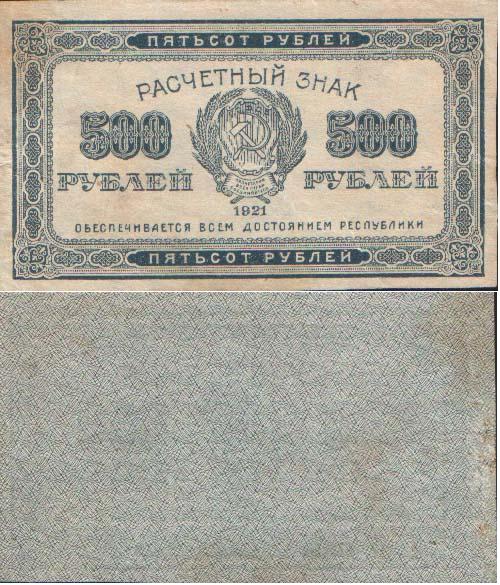 ПЯТЬСОТ РУБЛЕЙ
РАСЧЕТНЫЙ ЗНАК
500 500
РУБЛЕЙ РУБЛЕЙ
1921
ОБЕСПЕЧИВАЕТСЯ ВСЕМ ДОСТОЯНИЕМ РЕСПУБЛИКИ
ПЯТЬСОТ РУБЛЕЙ